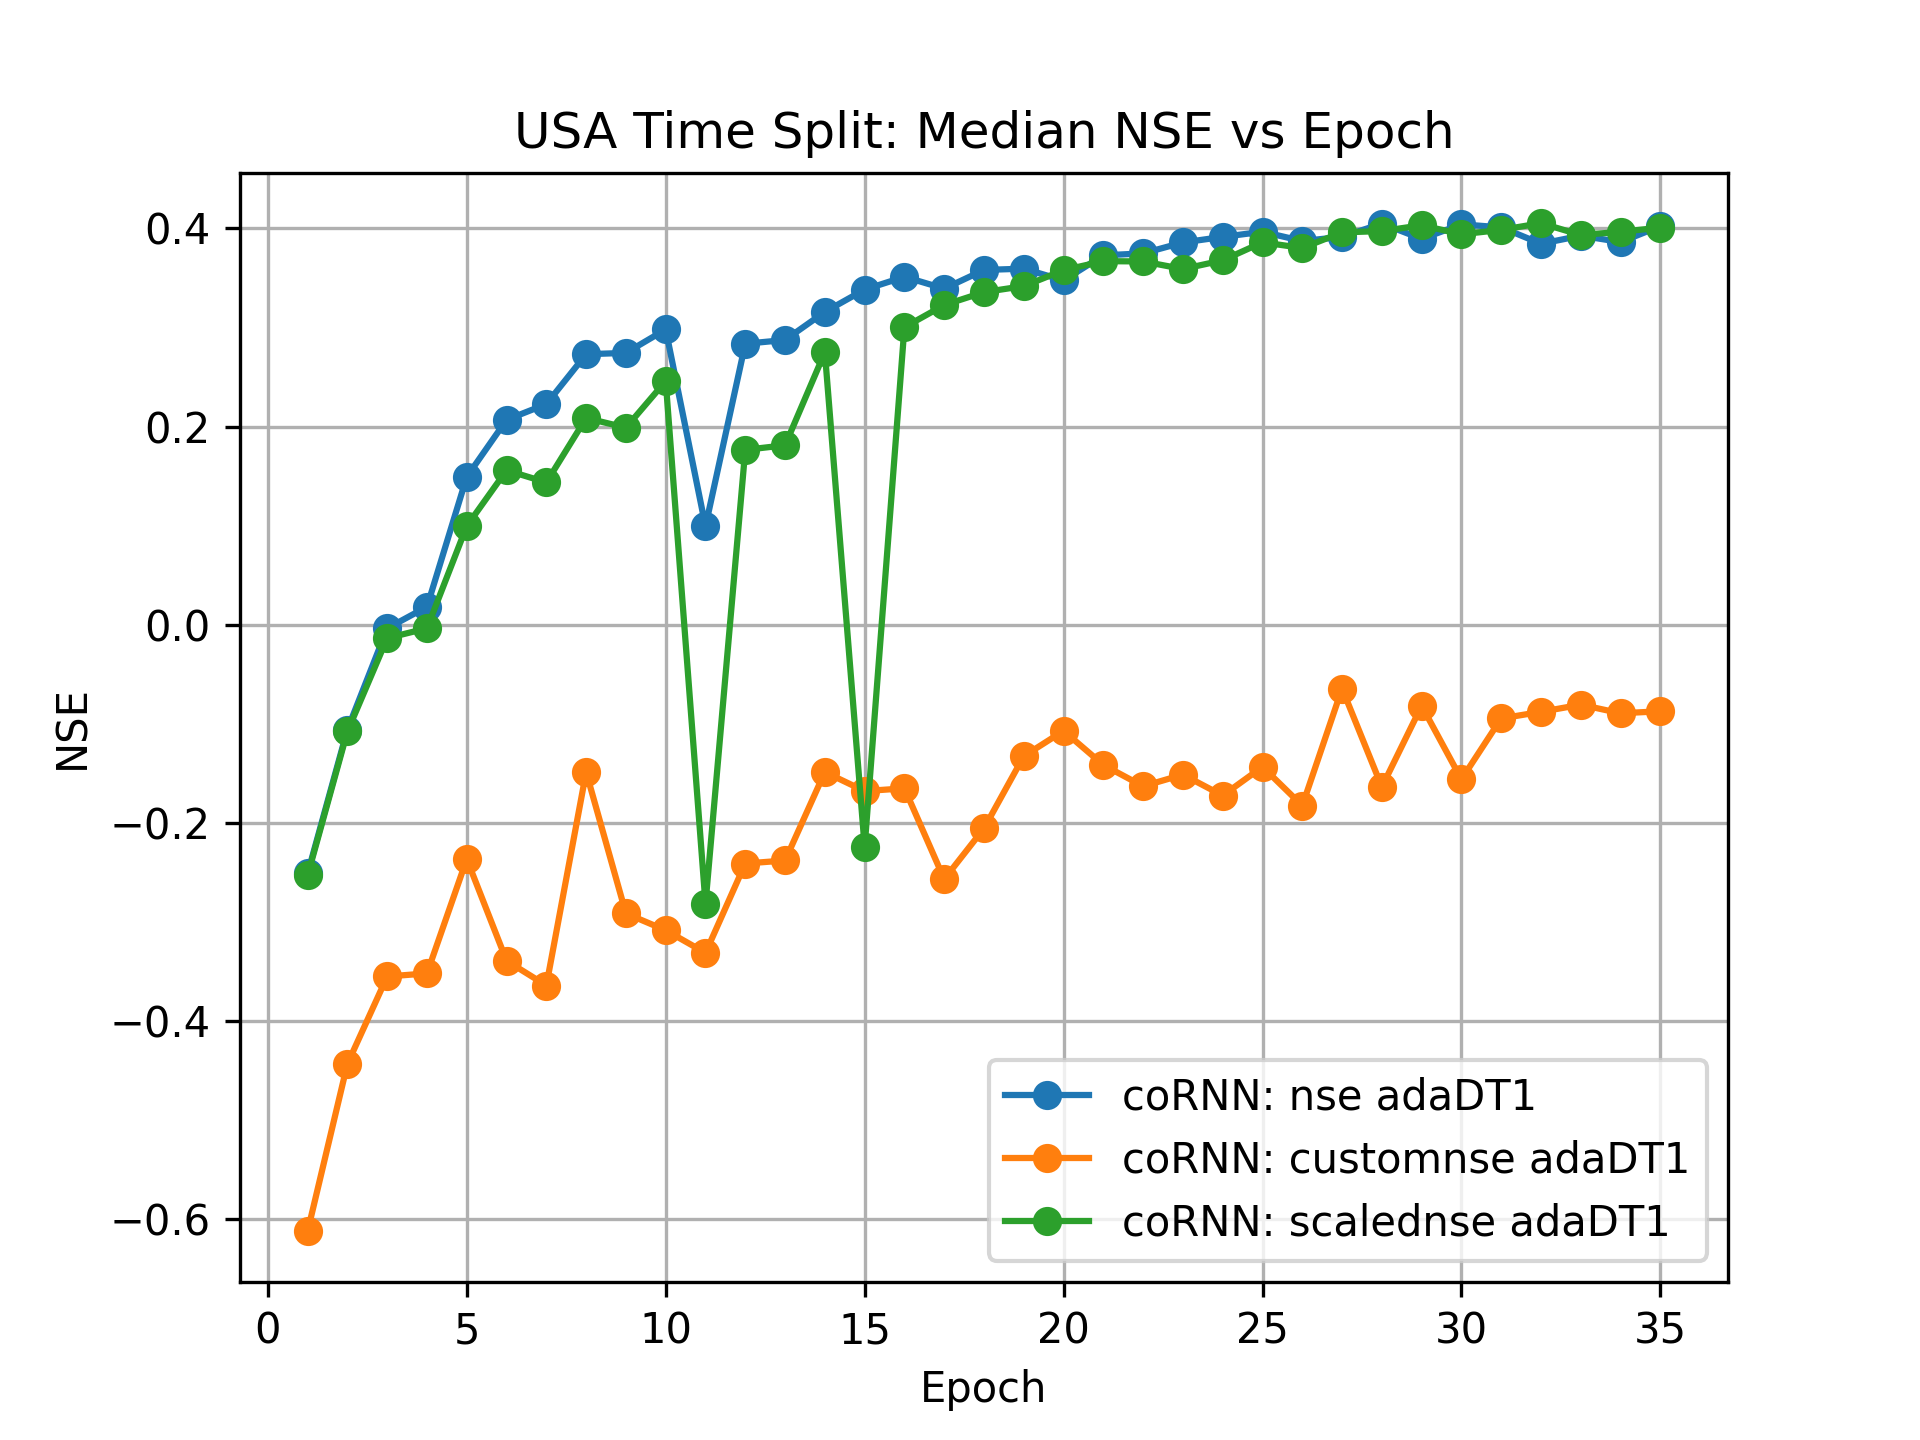 USA Time Split: Median NSE vs Epoch
NSE
0.4
0.2
0.0
−0.2
−0.4
−0.6
0 5 10 15 20 25 30 35
Epoch
coRNN: nse adaDT1
coRNN: customnse adaDT1
coRNN: scalednse adaDT1